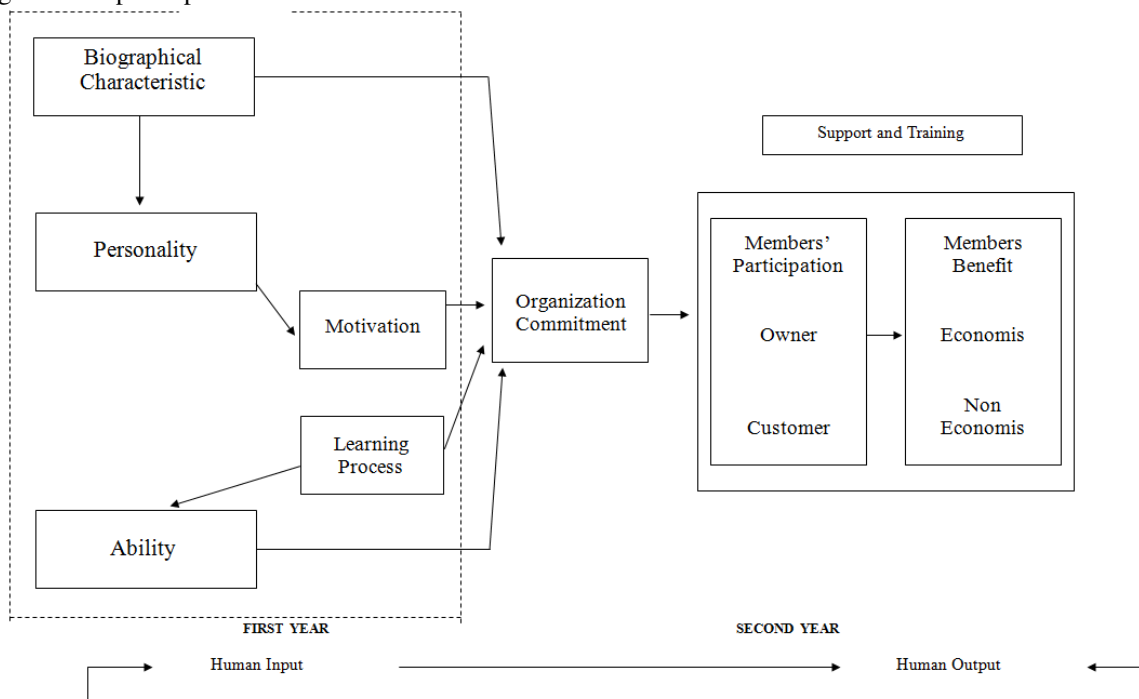 Biographical
Characteristic
Personality
Motivation
Learning
Process
Ability
Organization
Commitment
Support and Training
Members'
Participation
Owner
Customer
Members
Benefit
Economis
Non
Economis
FIRST YEAR
SECOND YEAR
Human Input
Human Output